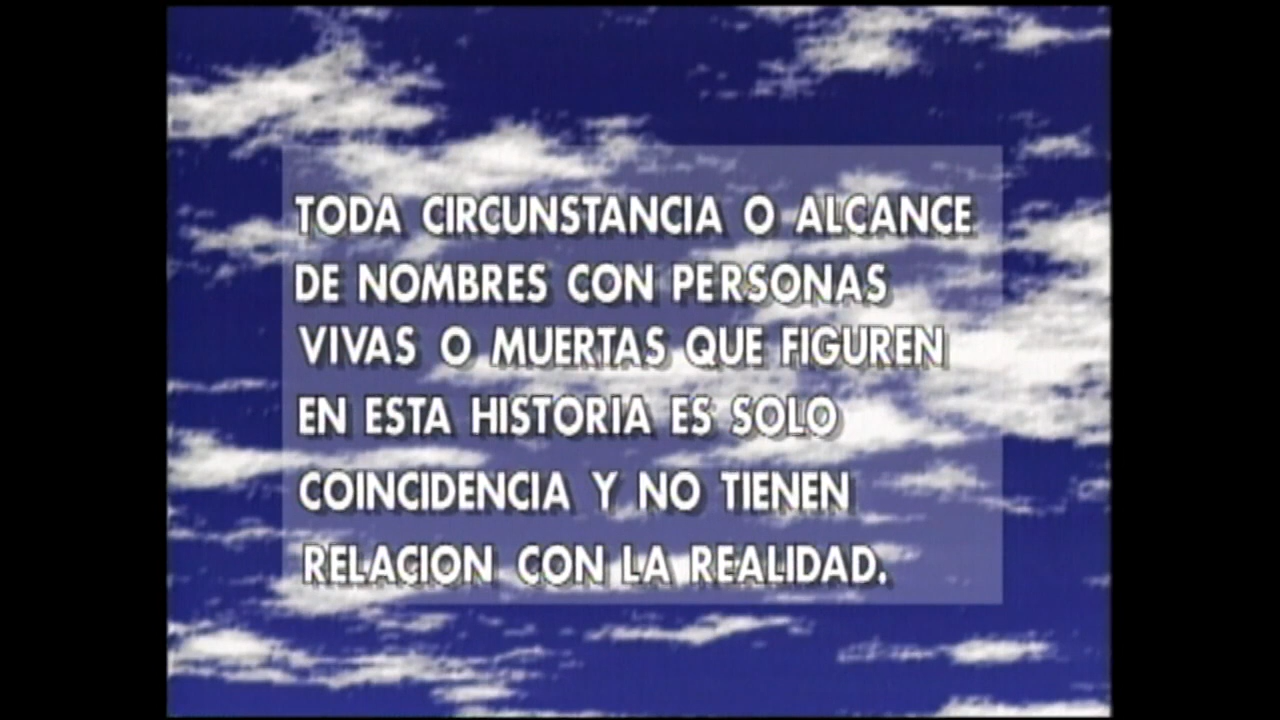 TODA CIRCUNSTANCIA O ALCANCE
DE NOMBRES CON PERSONAS
VIVAS O MUERTAS QUE FIGUREN
EN ESTA HISTORIA ES SOLO
COINCIDENCIA Y NO TIENEN
RELACION CON LA REALIDAD.